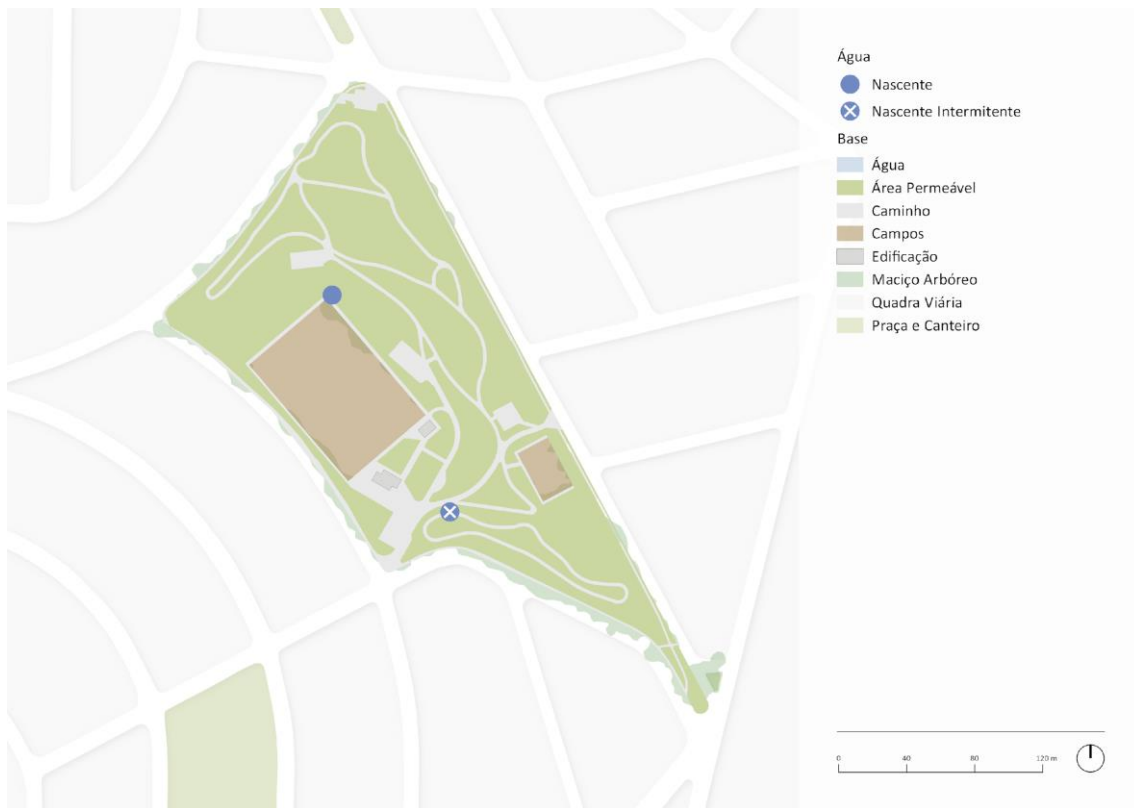 Água
Nascente
Nascente Intermitente
Base
Água
Área Permeável
Caminho
Campos
Edificação
Maciço Arbóreo
Quadra Viária
Praça e Canteiro
0 40 80 120 m